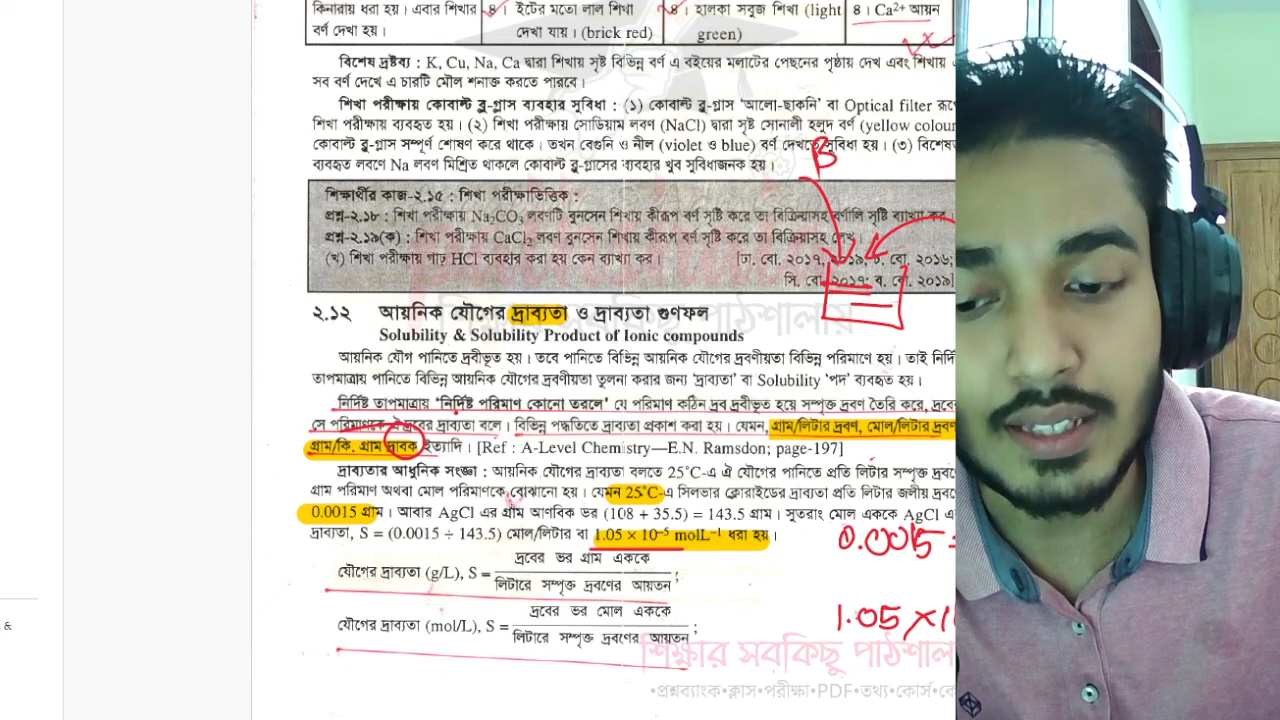 কিনারায় ধরা হয়। এবার শিখার
বর্ণ দেখা হয়।
৪। ইটের মতো লাল শিখা
দেখা যায়। (brick red)
৪। হালকা সবুজ শিখা (light
green)
৪। Ca²⁺ আয়ন
বিশেষ দ্রষ্টব্য : K, Cu, Na, Ca দ্বারা শিখায় সৃষ্ট বিভিন্ন বর্ণ এ বইয়ের মলাটের পেছনের পৃষ্ঠায় দেখ এবং শিখায়
সব বর্ণ দেখে এ চারটি মৌল শনাক্ত করতে পারবে।
শিখা পরীক্ষায় কোবাল্ট ব্লু-গ্লাস ব্যবহার সুবিধা : (১) কোবাল্ট ব্লু-গ্লাস ‘আলো-ছাকনি’ বা Optical filter রূপে
শিখা পরীক্ষায় ব্যবহৃত হয়। (২) শিখা পরীক্ষায় সোডিয়াম লবণ (NaCl) দ্বারা সৃষ্ট সোনালী হলুদ বর্ণ (yellow colou
কোবাল্ট ব্লু-গ্লাস সম্পূর্ণ শোষণ করে থাকে। তখন বেগুনি ও নীল (violet ও blue) বর্ণ দেখতে সুবিধা হয়। (৩) বিশেষ
ব্যবহৃত লবণে Na লবণ মিশ্রিত থাকলে কোবাল্ট ব্লু-গ্লাসের ব্যবহার খুব সুবিধাজনক হয়।
B
শিক্ষার্থীর কাজ-২.১৫ : শিখা পরীক্ষাভিত্তিক :
প্রশ্ন-২.১৮ : শিখা পরীক্ষায় Na₂CO₃ লবণটি বুনসেন শিখায় কীরূপ বর্ণ সৃষ্টি করে তা বিক্রিয়াসহ বর্ণালি সৃষ্টি ব্যাখ্যা কর।
প্রশ্ন-২.১৯(ক) : শিখা পরীক্ষায় CaCl₂ লবণ বুনসেন শিখায় কীরূপ বর্ণ সৃষ্টি করে তা বিক্রিয়াসহ লেখ।
(খ) শিখা পরীক্ষায় গাঢ় HCl ব্যবহার করা হয় কেন ব্যাখ্যা কর। [ঢা. বো. ২০১৭, ২০১৯; চ. বো. ২০১৬;
সি. বো. ২০১৭; ব. বো. ২০১৯]
২.১২ আয়নিক যৌগের দ্রাব্যতা ও দ্রাব্যতা গুণফল
Solubility & Solubility Product of Ionic compounds
আয়নিক যৌগ পানিতে দ্রবীভূত হয়। তবে পানিতে বিভিন্ন আয়নিক যৌগের দ্রবণীয়তা বিভিন্ন পরিমাণে হয়। তাই নির্দি
তাপমাত্রায় পানিতে বিভিন্ন আয়নিক যৌগের দ্রবণীয়তা তুলনা করার জন্য ‘দ্রাব্যতা’ বা Solubility ‘পদ’ ব্যবহৃত হয়।
নির্দিষ্ট তাপমাত্রায় ‘নির্দিষ্ট পরিমাণ কোনো তরলে’ যে পরিমাণ কঠিন দ্রব দ্রবীভূত হয়ে সম্পৃক্ত দ্রবণ তৈরি করে, দ্রবে
সে পরিমাণকে ঐ দ্রবের দ্রাব্যতা বলে। বিভিন্ন পদ্ধতিতে দ্রাব্যতা প্রকাশ করা হয়। যেমন, গ্রাম/লিটার দ্রবণ, মোল/লিটার দ্রবণ
গ্রাম/কি. গ্রাম দ্রাবক ইত্যাদি। [Ref : A-Level Chemistry—E.N. Ramsdon; page-197]
দ্রাব্যতার আধুনিক সংজ্ঞা : আয়নিক যৌগের দ্রাব্যতা বলতে 25°C-এ ঐ যৌগের পানিতে প্রতি লিটার সম্পৃক্ত দ্রবে
গ্রাম পরিমাণ অথবা মোল পরিমাণকে বোঝানো হয়। যেমন 25°C-এ সিলভার ক্লোরাইডের দ্রাব্যতা প্রতি লিটার জলীয় দ্রবে
0.0015 গ্রাম। আবার AgCl এর গ্রাম আণবিক ভর (108 + 35.5) = 143.5 গ্রাম। সুতরাং মোল এককে AgCl এ
দ্রাব্যতা, S = (0.0015 ÷ 143.5) মোল/লিটার বা 1.05 × 10⁻⁵ molL⁻¹ ধরা হয়।
0.0015 =
যৌগের দ্রাব্যতা (g/L), S = দ্রবের ভর গ্রাম এককে
লিটারে সম্পৃক্ত দ্রবণের আয়তন ;
1.05 × 1
যৌগের দ্রাব্যতা (mol/L), S = দ্রবের ভর মোল এককে
লিটারে সম্পৃক্ত দ্রবণের আয়তন ;
শিক্ষার সবকিছু পাঠশালা
•প্রশ্নব্যাংক•ক্লাস•পরীক্ষা•PDF•তথ্য•কোর্স•
&